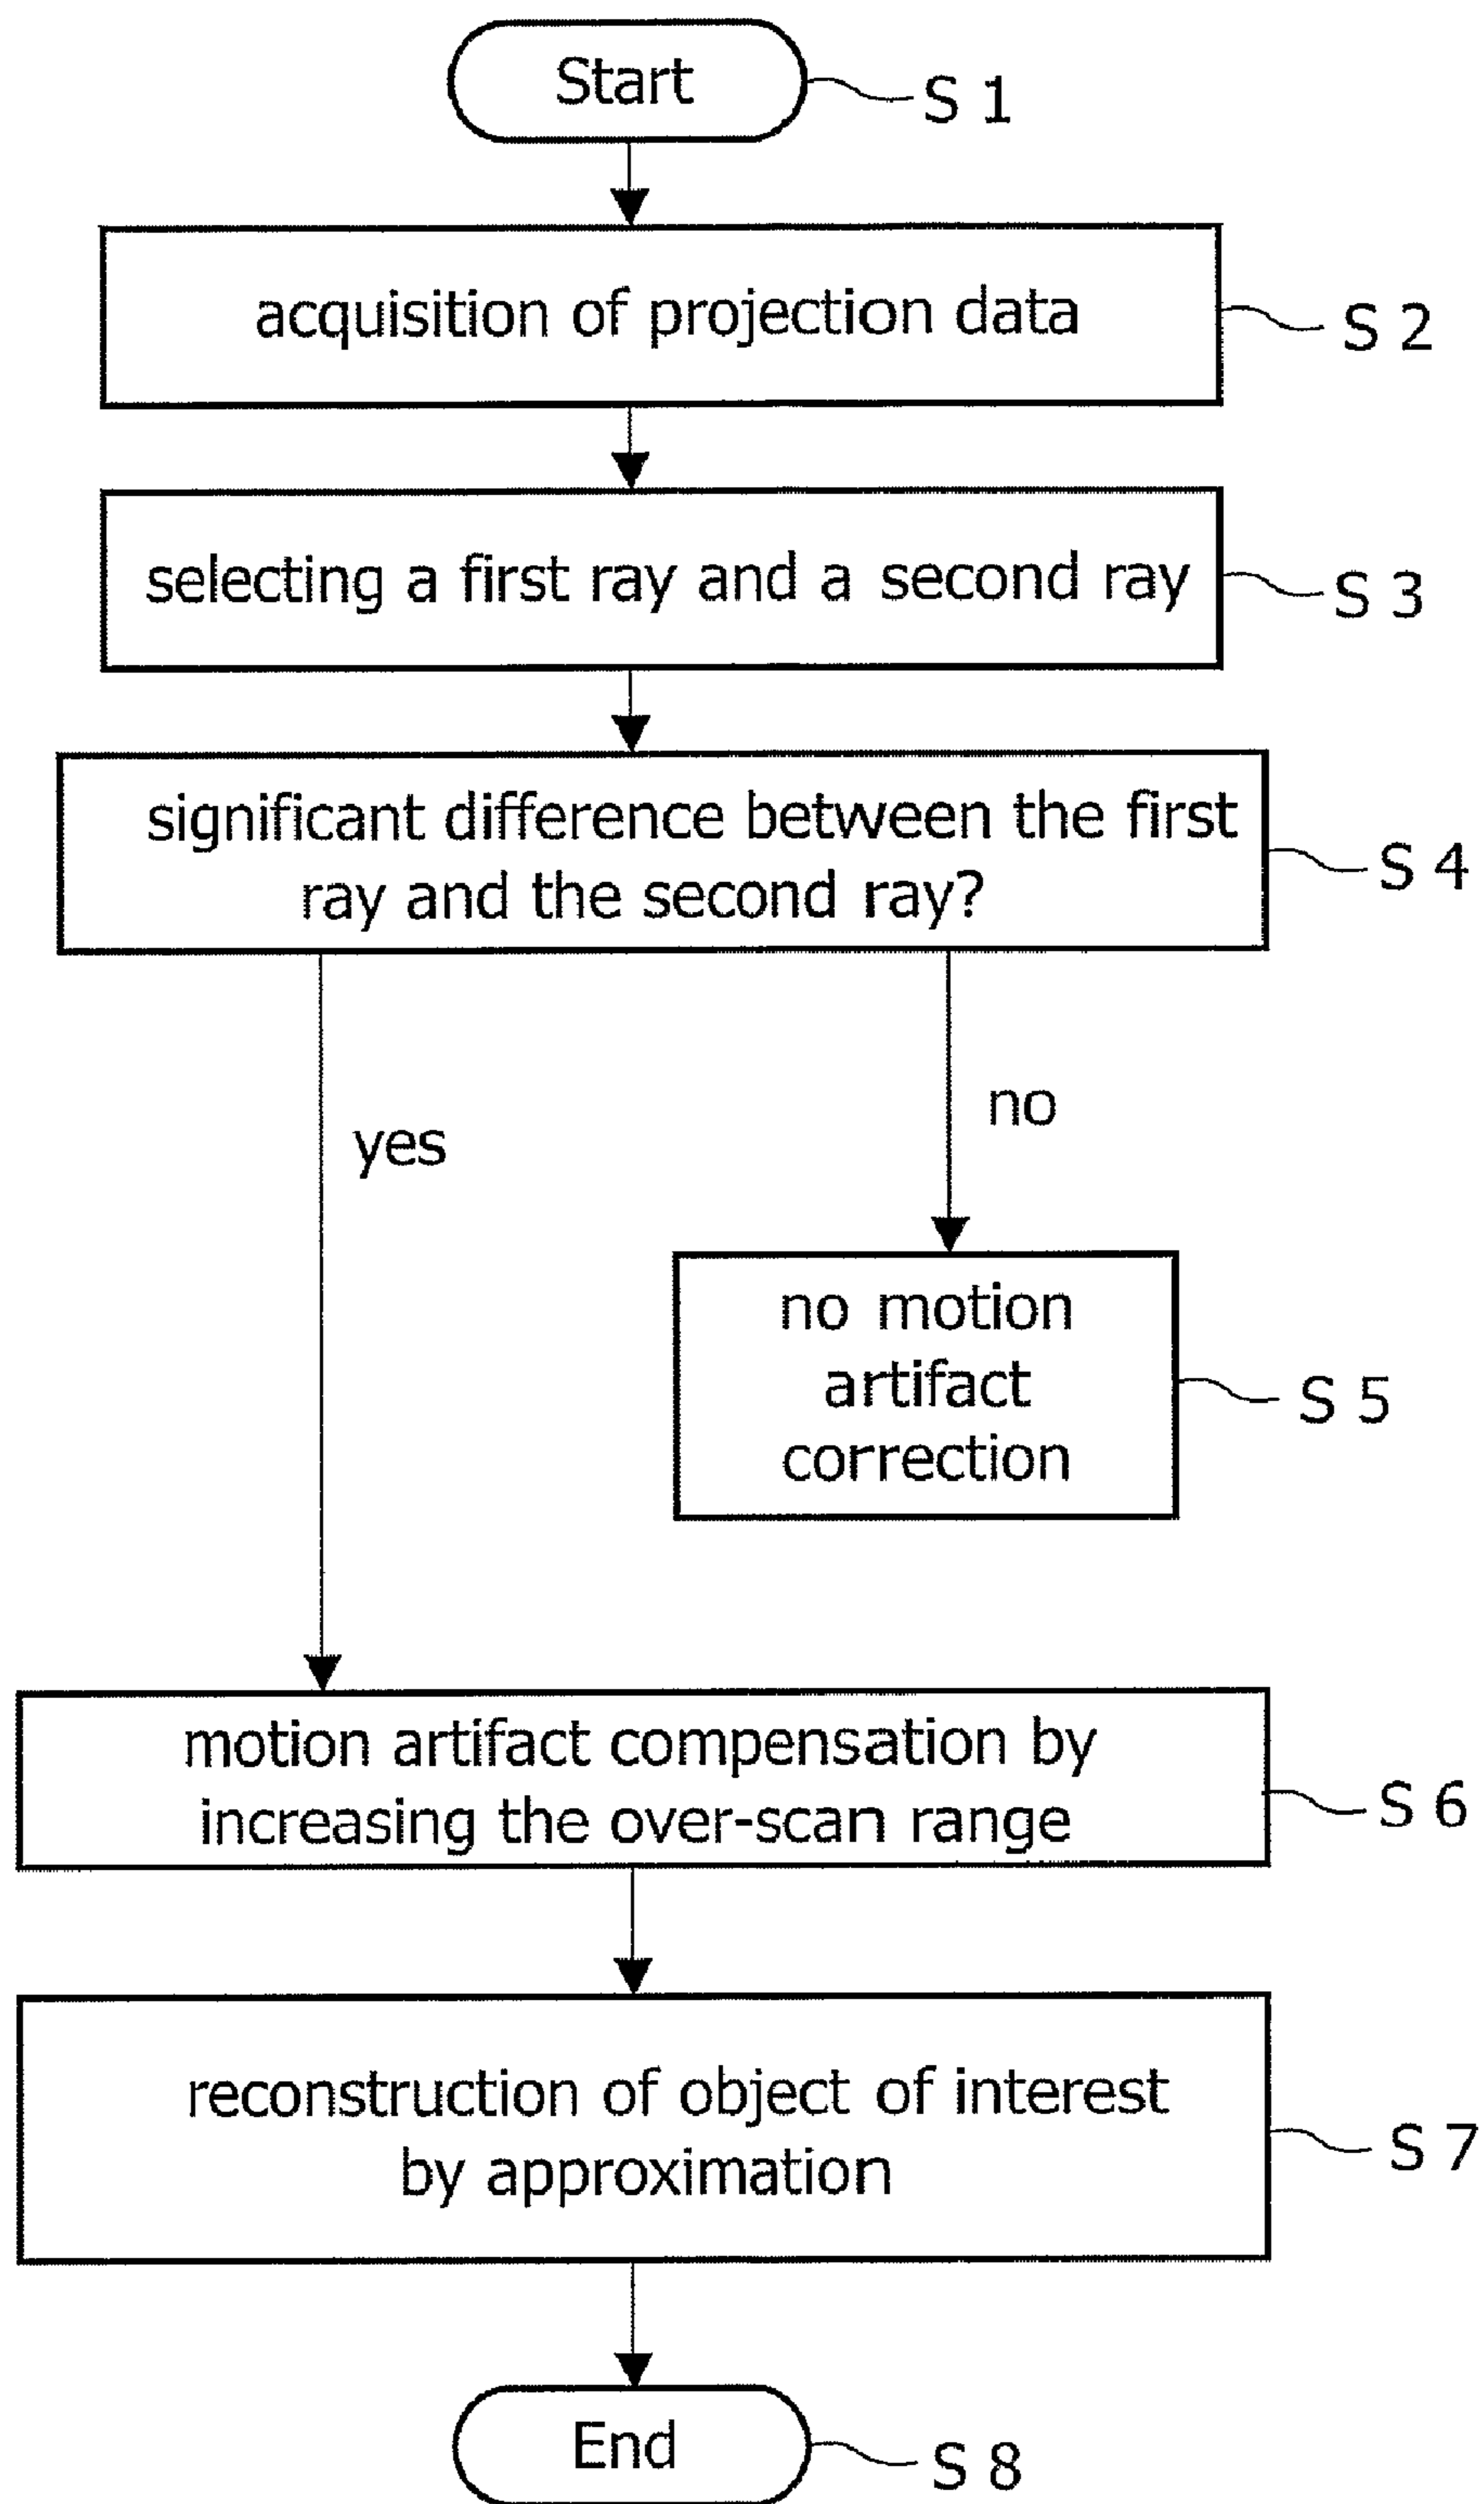 Start
S 1
acquisition of projection data
S 2
selecting a first ray and a second ray
S 3
significant difference between the first
ray and the second ray?
S 4
yes
no
no motion
artifact
correction
S 5
motion artifact compensation by
increasing the over-scan range
S 6
reconstruction of object of interest
by approximation
S 7
End
S 8